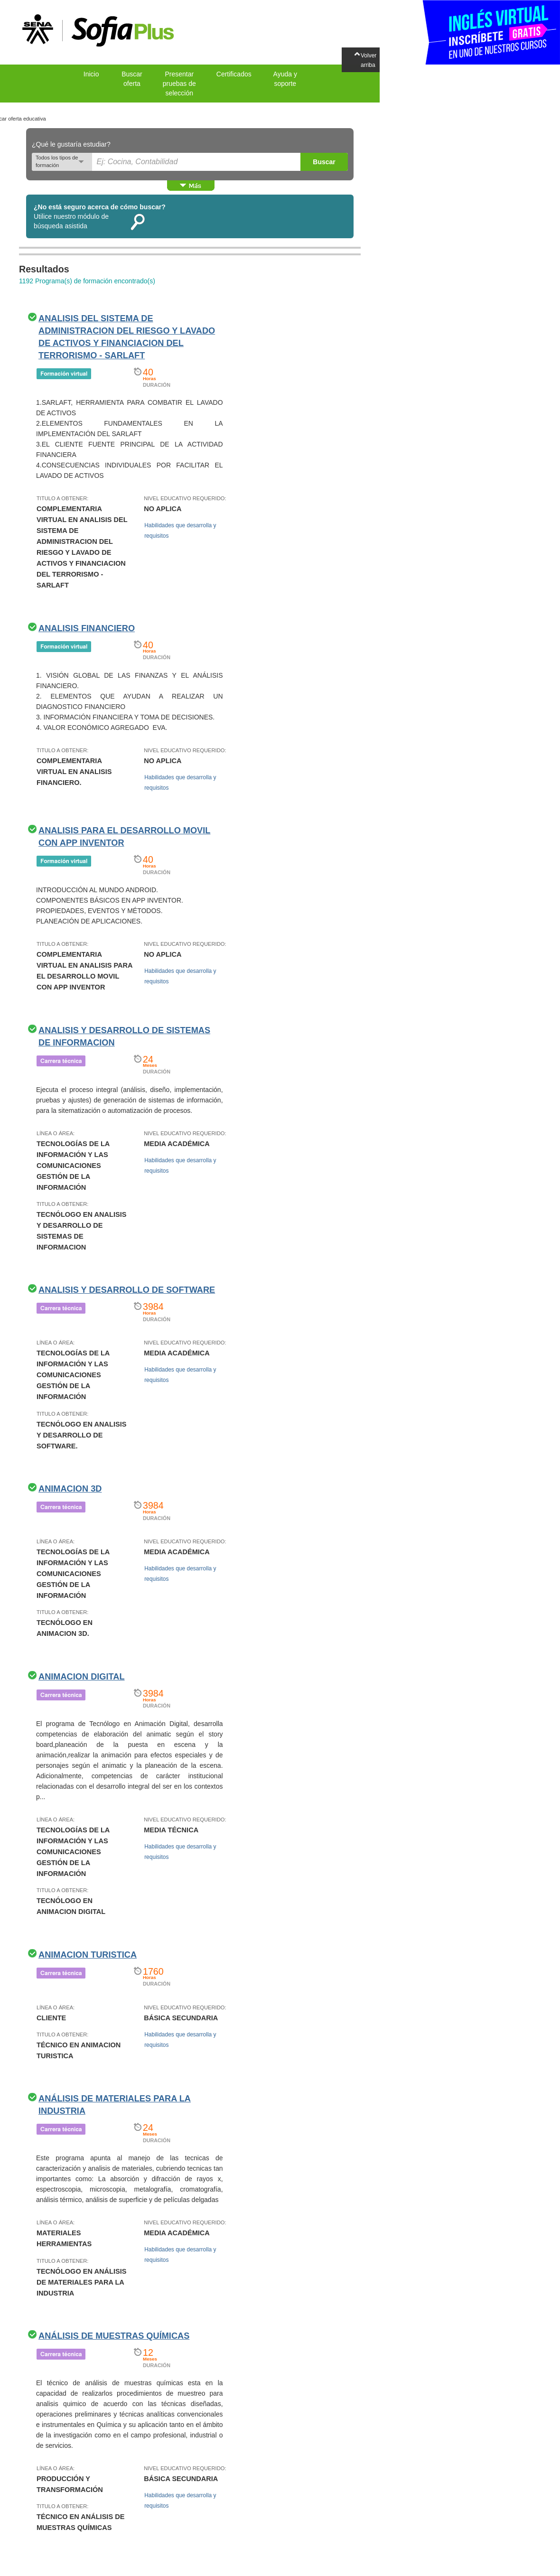 SENA
Sofia Plus
INGLÉS VIRTUAL
INSCRÍBETE GRATIS
EN UNO DE NUESTROS CURSOS
Volver
arriba
Inicio
Buscar
oferta
Presentar
pruebas de
selección
Certificados
Ayuda y
soporte
car oferta educativa
¿Qué le gustaría estudiar?
Todos los tipos de
formación
Ej: Cocina, Contabilidad
Buscar
Más
¿No está seguro acerca de cómo buscar?
Utilice nuestro módulo de
búsqueda asistida
Resultados
1192 Programa(s) de formación encontrado(s)
ANALISIS DEL SISTEMA DE
ADMINISTRACION DEL RIESGO Y LAVADO
DE ACTIVOS Y FINANCIACION DEL
TERRORISMO - SARLAFT
Formación virtual
40
Horas
DURACIÓN
1.SARLAFT, HERRAMIENTA PARA COMBATIR EL LAVADO
DE ACTIVOS
2.ELEMENTOS FUNDAMENTALES EN LA
IMPLEMENTACIÓN DEL SARLAFT
3.EL CLIENTE FUENTE PRINCIPAL DE LA ACTIVIDAD
FINANCIERA
4.CONSECUENCIAS INDIVIDUALES POR FACILITAR EL
LAVADO DE ACTIVOS
TITULO A OBTENER:
COMPLEMENTARIA
VIRTUAL EN ANALISIS DEL
SISTEMA DE
ADMINISTRACION DEL
RIESGO Y LAVADO DE
ACTIVOS Y FINANCIACION
DEL TERRORISMO -
SARLAFT
NIVEL EDUCATIVO REQUERIDO:
NO APLICA
Habilidades que desarrolla y
requisitos
ANALISIS FINANCIERO
Formación virtual
40
Horas
DURACIÓN
1. VISIÓN GLOBAL DE LAS FINANZAS Y EL ANÁLISIS
FINANCIERO.
2. ELEMENTOS QUE AYUDAN A REALIZAR UN
DIAGNOSTICO FINANCIERO
3. INFORMACIÓN FINANCIERA Y TOMA DE DECISIONES.
4. VALOR ECONÓMICO AGREGADO  EVA.
TITULO A OBTENER:
COMPLEMENTARIA
VIRTUAL EN ANALISIS
FINANCIERO.
NIVEL EDUCATIVO REQUERIDO:
NO APLICA
Habilidades que desarrolla y
requisitos
ANALISIS PARA EL DESARROLLO MOVIL
CON APP INVENTOR
Formación virtual
40
Horas
DURACIÓN
INTRODUCCIÓN AL MUNDO ANDROID.
COMPONENTES BÁSICOS EN APP INVENTOR.
PROPIEDADES, EVENTOS Y MÉTODOS.
PLANEACIÓN DE APLICACIONES.
TITULO A OBTENER:
COMPLEMENTARIA
VIRTUAL EN ANALISIS PARA
EL DESARROLLO MOVIL
CON APP INVENTOR
NIVEL EDUCATIVO REQUERIDO:
NO APLICA
Habilidades que desarrolla y
requisitos
ANALISIS Y DESARROLLO DE SISTEMAS
DE INFORMACION
Carrera técnica
24
Meses
DURACIÓN
Ejecuta el proceso integral (análisis, diseño, implementación,
pruebas y ajustes) de generación de sistemas de información,
para la sitematización o automatización de procesos.
LÍNEA O ÁREA:
TECNOLOGÍAS DE LA
INFORMACIÓN Y LAS
COMUNICACIONES
GESTIÓN DE LA
INFORMACIÓN
TITULO A OBTENER:
TECNÓLOGO EN ANALISIS
Y DESARROLLO DE
SISTEMAS DE
INFORMACION
NIVEL EDUCATIVO REQUERIDO:
MEDIA ACADÉMICA
Habilidades que desarrolla y
requisitos
ANALISIS Y DESARROLLO DE SOFTWARE
Carrera técnica
3984
Horas
DURACIÓN
LÍNEA O ÁREA:
TECNOLOGÍAS DE LA
INFORMACIÓN Y LAS
COMUNICACIONES
GESTIÓN DE LA
INFORMACIÓN
TITULO A OBTENER:
TECNÓLOGO EN ANALISIS
Y DESARROLLO DE
SOFTWARE.
NIVEL EDUCATIVO REQUERIDO:
MEDIA ACADÉMICA
Habilidades que desarrolla y
requisitos
ANIMACION 3D
Carrera técnica
3984
Horas
DURACIÓN
LÍNEA O ÁREA:
TECNOLOGÍAS DE LA
INFORMACIÓN Y LAS
COMUNICACIONES
GESTIÓN DE LA
INFORMACIÓN
TITULO A OBTENER:
TECNÓLOGO EN
ANIMACION 3D.
NIVEL EDUCATIVO REQUERIDO:
MEDIA ACADÉMICA
Habilidades que desarrolla y
requisitos
ANIMACION DIGITAL
Carrera técnica
3984
Horas
DURACIÓN
El programa de Tecnólogo en Animación Digital, desarrolla
competencias de elaboración del animatic según el story
board,planeación de la puesta en escena y la
animación,realizar la animación para efectos especiales y de
personajes según el animatic y la planeación de la escena.
Adicionalmente, competencias de carácter institucional
relacionadas con el desarrollo integral del ser en los contextos
p...
LÍNEA O ÁREA:
TECNOLOGÍAS DE LA
INFORMACIÓN Y LAS
COMUNICACIONES
GESTIÓN DE LA
INFORMACIÓN
TITULO A OBTENER:
TECNÓLOGO EN
ANIMACION DIGITAL
NIVEL EDUCATIVO REQUERIDO:
MEDIA TÉCNICA
Habilidades que desarrolla y
requisitos
ANIMACION TURISTICA
Carrera técnica
1760
Horas
DURACIÓN
LÍNEA O ÁREA:
CLIENTE
TITULO A OBTENER:
TÉCNICO EN ANIMACION
TURISTICA
NIVEL EDUCATIVO REQUERIDO:
BÁSICA SECUNDARIA
Habilidades que desarrolla y
requisitos
ANÁLISIS DE MATERIALES PARA LA
INDUSTRIA
Carrera técnica
24
Meses
DURACIÓN
Este programa apunta al manejo de las tecnicas de
caracterización y analisis de materiales, cubriendo tecnicas tan
importantes como: La absorción y difracción de rayos x,
espectroscopia, microscopia, metalografía, cromatografía,
análisis térmico, análisis de superficie y de películas delgadas
LÍNEA O ÁREA:
MATERIALES
HERRAMIENTAS
TITULO A OBTENER:
TECNÓLOGO EN ANÁLISIS
DE MATERIALES PARA LA
INDUSTRIA
NIVEL EDUCATIVO REQUERIDO:
MEDIA ACADÉMICA
Habilidades que desarrolla y
requisitos
ANÁLISIS DE MUESTRAS QUÍMICAS
Carrera técnica
12
Meses
DURACIÓN
El técnico de análisis de muestras químicas esta en la
capacidad de realizarlos procedimientos de muestreo para
analisis quimico de acuerdo con las técnicas diseñadas,
operaciones preliminares y técnicas analíticas convencionales
e instrumentales en Química y su aplicación tanto en el ámbito
de la investigación como en el campo profesional, industrial o
de servicios.
LÍNEA O ÁREA:
PRODUCCIÓN Y
TRANSFORMACIÓN
TITULO A OBTENER:
TÉCNICO EN ANÁLISIS DE
MUESTRAS QUÍMICAS
NIVEL EDUCATIVO REQUERIDO:
BÁSICA SECUNDARIA
Habilidades que desarrolla y
requisitos